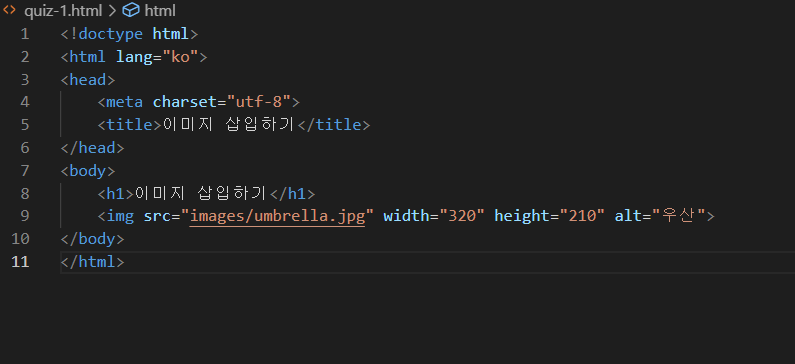 quiz-1.html > html
1 <!doctype html>
2 <html lang="ko">
3 <head>
4 <meta charset="utf-8">
5 <title>이미지 삽입하기</title>
6 </head>
7 <body>
8 <h1>이미지 삽입하기</h1>
9 <img src="images/umbrella.jpg" width="320" height="210" alt="우산">
10 </body>
11 </html>